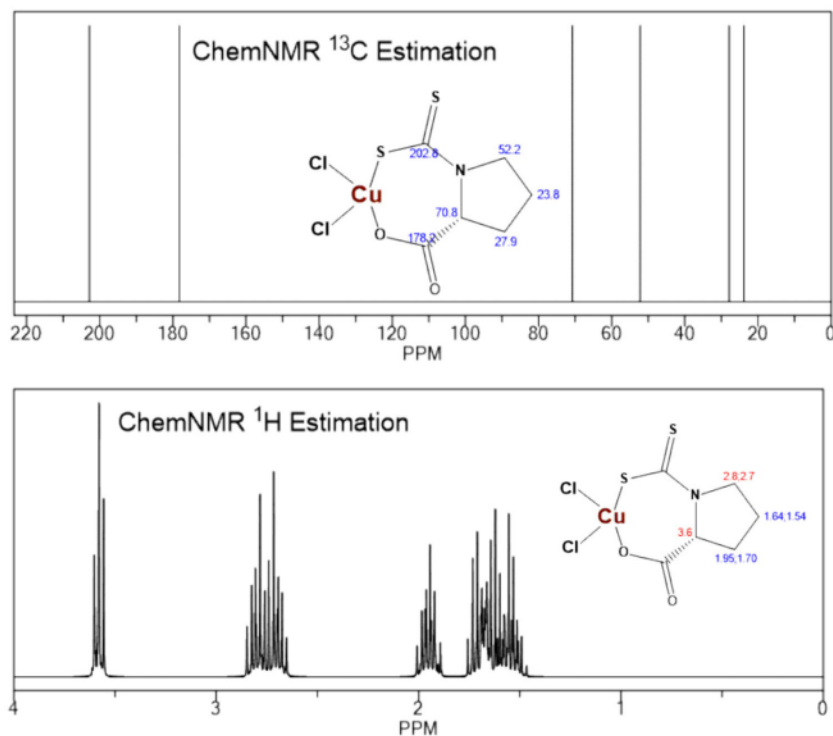 ChemNMR ¹³C Estimation
S
S
202.8
52.2
N
Cl
Cu
Cl
70.8
23.8
O
178.2
27.9
O
220 200 180 160 140 120 100 80 60 40 20 0
PPM
ChemNMR ¹H Estimation
S
S
2.8;2.7
Cl
N
Cu
3.6
1.64;1.54
Cl
O
1.95;1.70
O
4 3 2 1 0
PPM